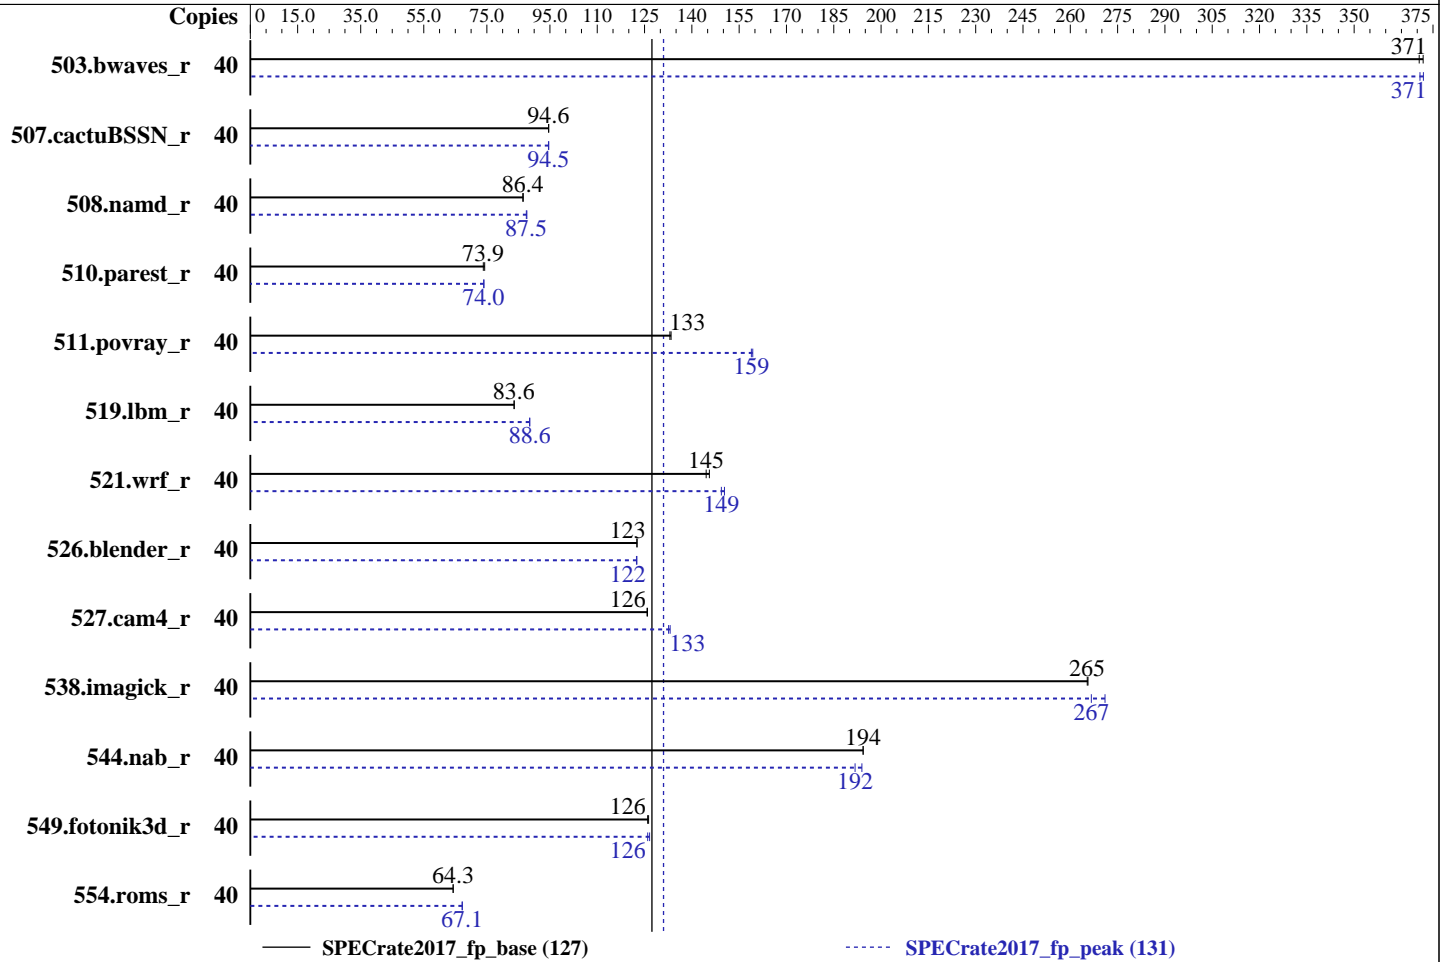 Copies 0 15.0 35.0 55.0 75.0 95.0 110 125 140 155 170 185 200 215 230 245 260 275 290 305 320 335 350 375
371
503.bwaves_r 40
371
94.6
507.cactuBSSN_r 40
94.5
86.4
508.namd_r 40
87.5
73.9
510.parest_r 40
74.0
133
511.povray_r 40
159
83.6
519.lbm_r 40
88.6
145
521.wrf_r 40
149
123
526.blender_r 40
122
126
527.cam4_r 40
133
265
538.imagick_r 40
267
194
544.nab_r 40
192
126
549.fotonik3d_r 40
126
64.3
554.roms_r 40
67.1
SPECrate2017_fp_base (127) SPECrate2017_fp_peak (131)